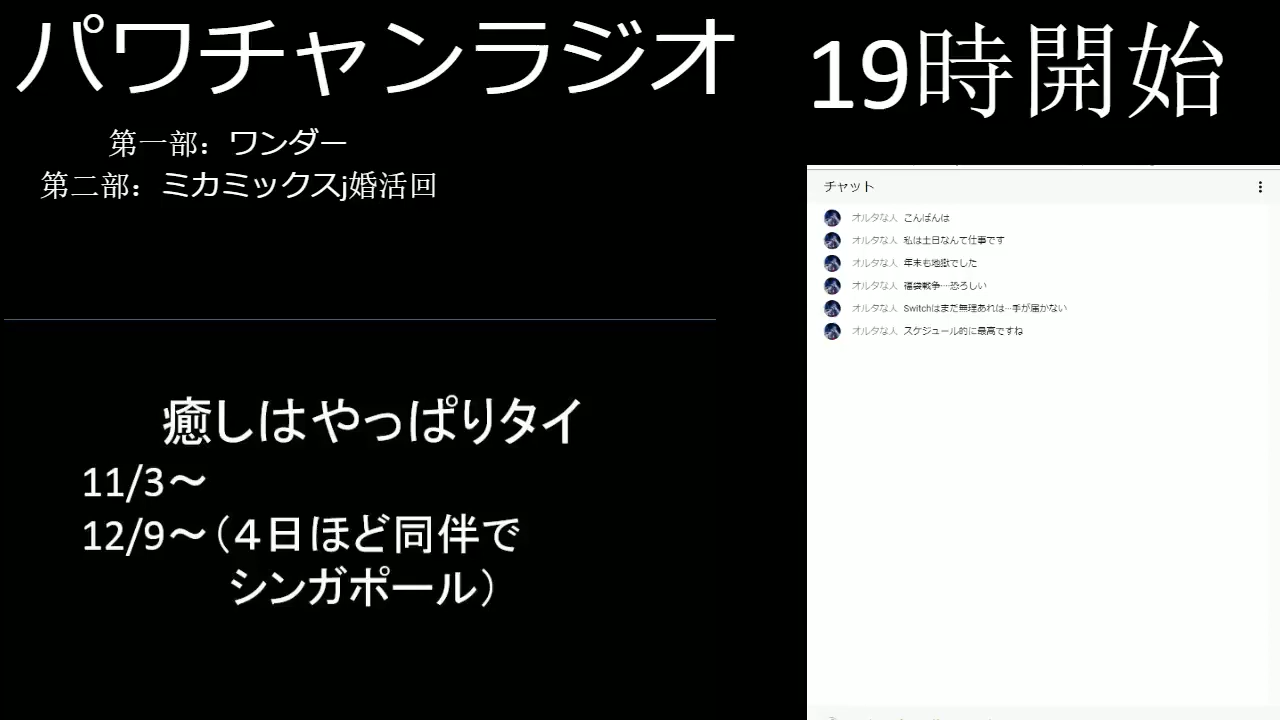 パワチャンラジオ
19時開始
第一部：ワンダー
第二部：ミカミックスj婚活回
癒しはやっぱりタイ
11/3～
12/9～（４日ほど同伴で
シンガポール）
チャット
オルタな人 こんばんは
オルタな人 私は土日なんて仕事です
オルタな人 年末も地獄でした
オルタな人 福袋戦争…恐ろしい
オルタな人 Switchはまだ無理あれは…手が届かない
オルタな人 スケジュール的に最高ですね